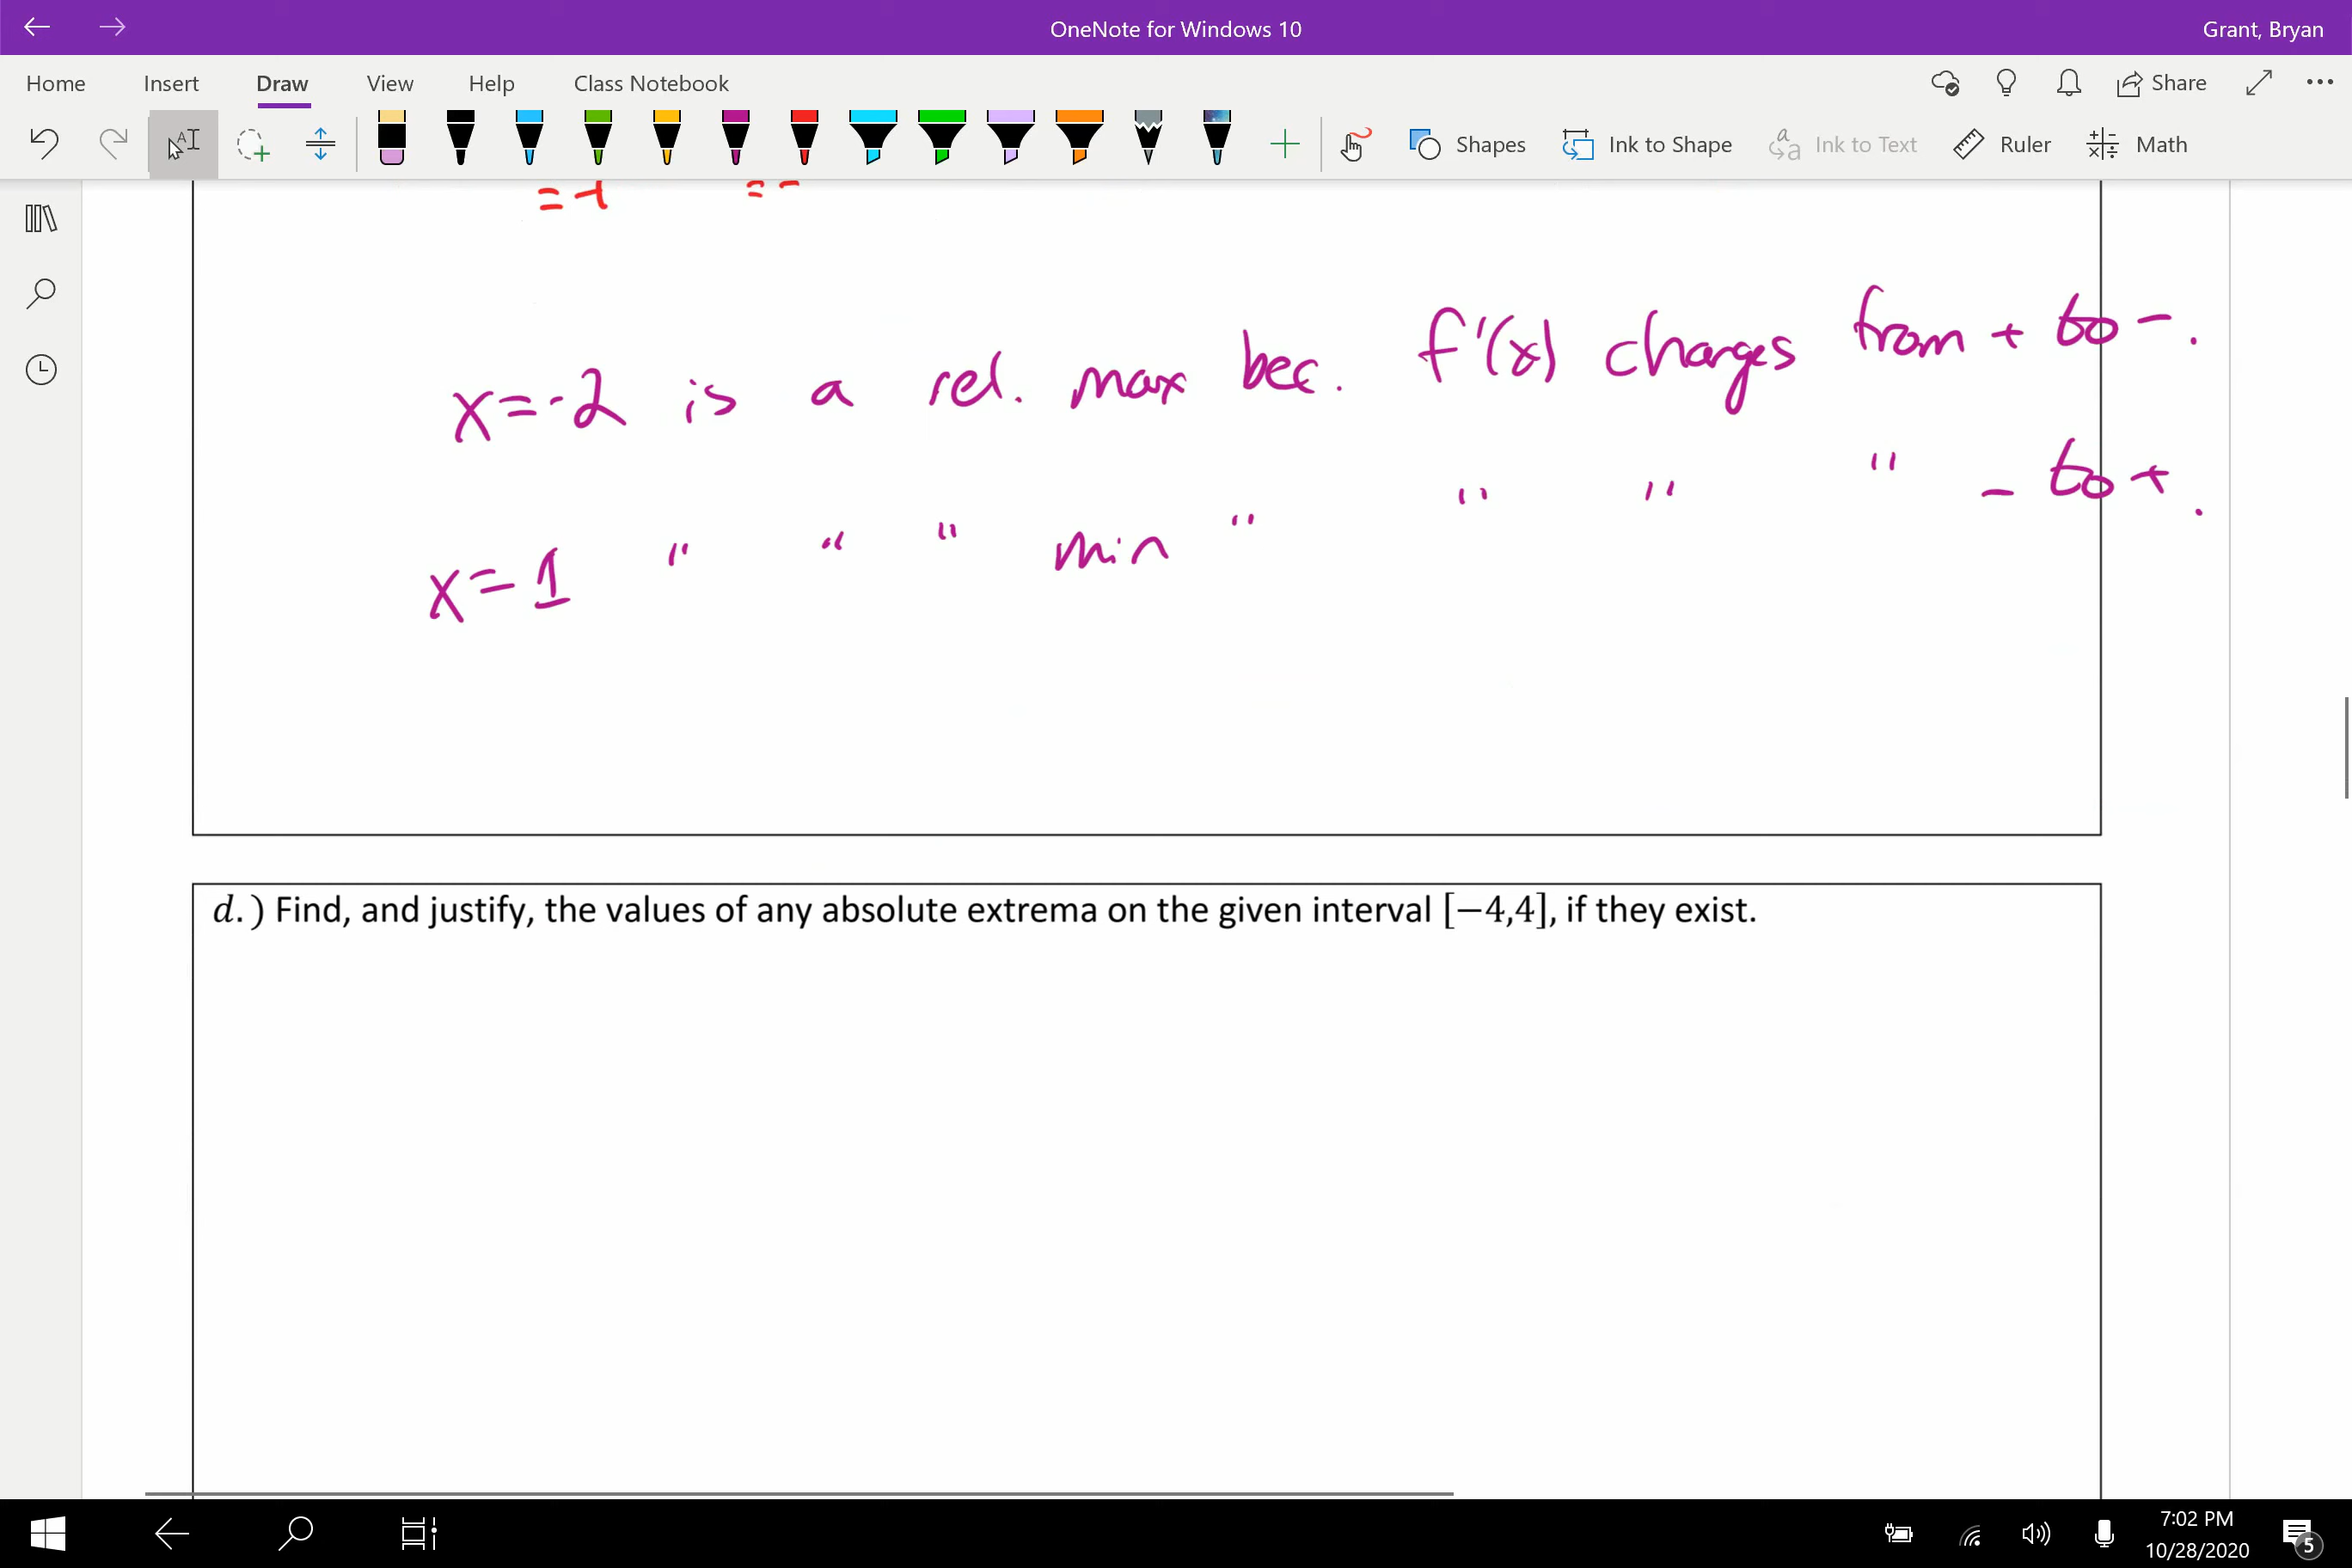 OneNote for Windows 10
Grant, Bryan
Home Insert Draw View Help Class Notebook
Share
Shapes Ink to Shape Ink to Text Ruler Math
x=-2 is a rel. max bec. f'(x) changes from + to -.
x=1 " " " min " " " " - to +.
d.) Find, and justify, the values of any absolute extrema on the given interval [−4,4], if they exist.
7:02 PM
10/28/2020
5